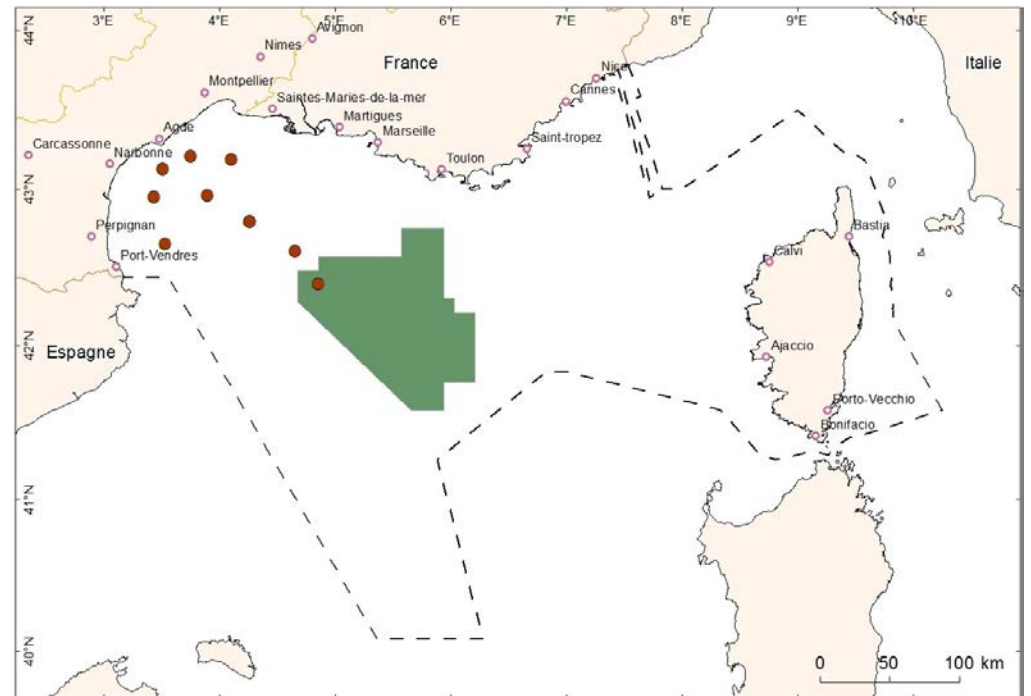 3°E 4°E 5°E 6°E 7°E 8°E 9°E 10°E
44°N
Avignon
Nimes
France
Nice
Italie
Montpellier
Cannes
Saintes-Maries-de-la-mer
Martigues
Agde
Marseille
Saint-tropez
Carcassonne
Narbonne
Toulon
43°N
Perpignan
Bastia
Port-Vendres
Calvi
42°N
Espagne
Ajaccio
Porto-Vecchio
Bonifacio
41°N
40°N
0 50 100 km